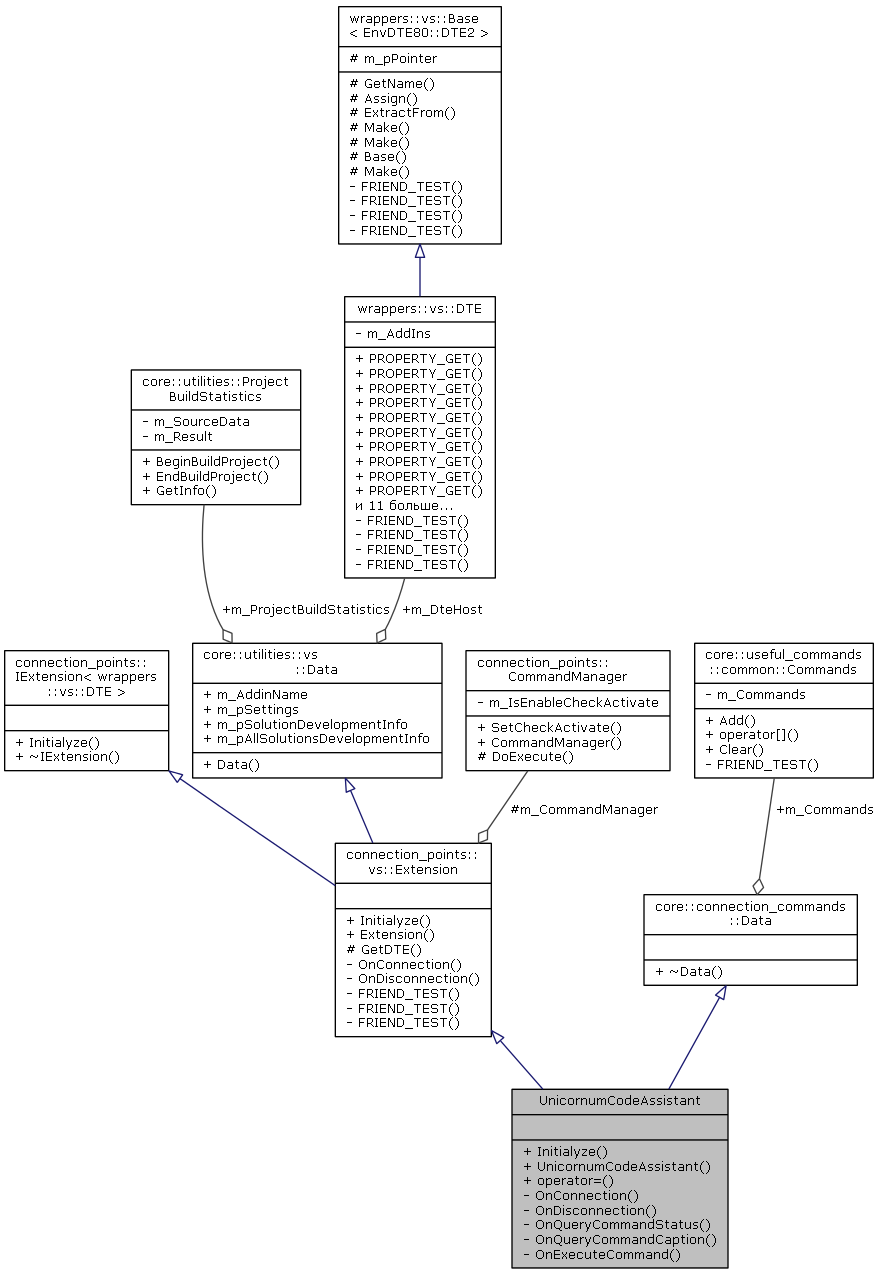 wrappers::vs::Base
< EnvDTE80::DTE2 >
# m_pPointer
# GetName()
# Assign()
# ExtractFrom()
# Make()
# Make()
# Base()
# Make()
- FRIEND_TEST()
- FRIEND_TEST()
- FRIEND_TEST()
- FRIEND_TEST()
wrappers::vs::DTE
- m_AddIns
+ PROPERTY_GET()
+ PROPERTY_GET()
+ PROPERTY_GET()
+ PROPERTY_GET()
+ PROPERTY_GET()
+ PROPERTY_GET()
+ PROPERTY_GET()
+ PROPERTY_GET()
+ PROPERTY_GET()
+ PROPERTY_GET()
и 11 больше...
- FRIEND_TEST()
- FRIEND_TEST()
- FRIEND_TEST()
- FRIEND_TEST()
core::utilities::Project
BuildStatistics
- m_SourceData
- m_Result
+ BeginBuildProject()
+ EndBuildProject()
+ GetInfo()
+m_ProjectBuildStatistics
+m_DteHost
connection_points::
IExtension< wrappers
::vs::DTE >
+ Initialyze()
+ ~IExtension()
core::utilities::vs
::Data
+ m_AddinName
+ m_pSettings
+ m_pSolutionDevelopmentInfo
+ m_pAllSolutionsDevelopmentInfo
+ Data()
connection_points::
CommandManager
- m_IsEnableCheckActivate
+ SetCheckActivate()
+ CommandManager()
# DoExecute()
core::useful_commands
::common::Commands
- m_Commands
+ Add()
+ operator[]()
+ Clear()
- FRIEND_TEST()
#m_CommandManager
+m_Commands
connection_points::
vs::Extension
+ Initialyze()
+ Extension()
# GetDTE()
- OnConnection()
- OnDisconnection()
- FRIEND_TEST()
- FRIEND_TEST()
- FRIEND_TEST()
core::connection_commands
::Data
+ ~Data()
UnicornumCodeAssistant
+ Initialyze()
+ UnicornumCodeAssistant()
+ operator=()
- OnConnection()
- OnDisconnection()
- OnQueryCommandStatus()
- OnQueryCommandCaption()
- OnExecuteCommand()